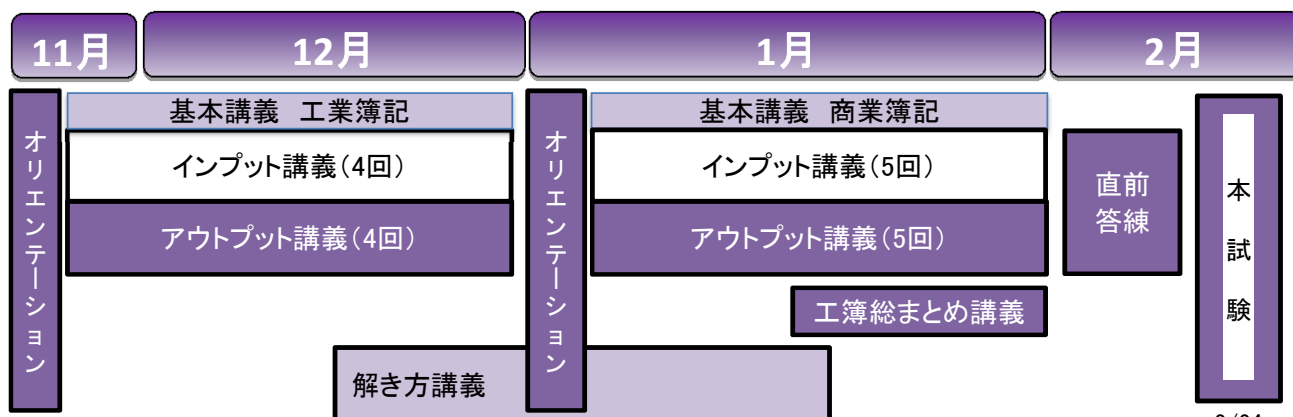 11月
12月
1月
2月
オリエンテーション
基本講義 工業簿記
インプット講義(4回)
アウトプット講義(4回)
オリエンテーション
基本講義 商業簿記
インプット講義(5回)
アウトプット講義(5回)
工簿総まとめ講義
解き方講義
直前
答練
本試験